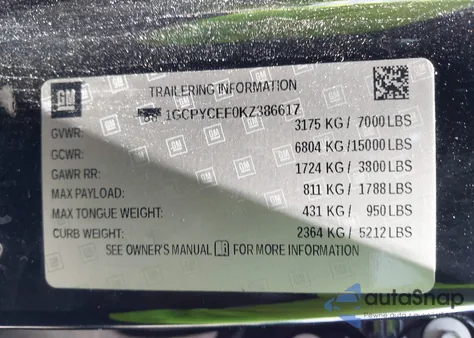 GM
TRAILERING INFORMATION
1GCPYCEF0KZ386617
GVWR: 3175 KG / 7000 LBS
GCWR: 6804 KG / 15000 LBS
GAWR RR: 1724 KG / 3800 LBS
MAX PAYLOAD: 811 KG / 1788 LBS
MAX TONGUE WEIGHT: 431 KG / 950 LBS
CURB WEIGHT: 2364 KG / 5212 LBS
SEE OWNER'S MANUAL FOR MORE INFORMATION
autoSnap